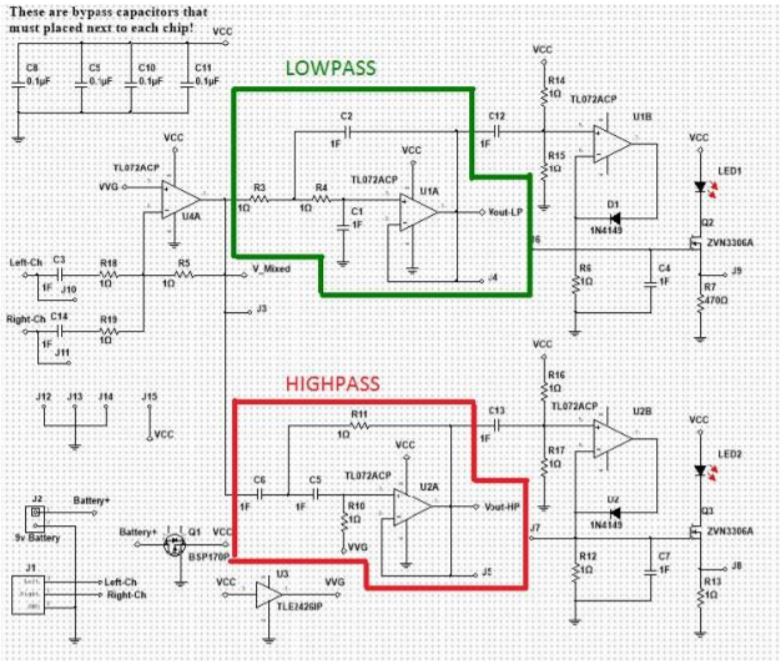 These are bypass capacitors that
must placed next to each chip!
VCC
C8
0.1µF
C9
0.1µF
C10
0.1µF
C11
0.1µF
LOWPASS
VCC
R14
1Ω
TL072ACP
U1B
C2
1F
C12
1F
VCC
TL072ACP
VVG
U4A
VCC
TL072ACP
U1A
R3
1Ω
R4
1Ω
C1
1F
Vout-LP
R15
1Ω
VCC
LED1
D1
1N4149
Q2
ZVN3306A
J6
Left-Ch
C3
1F
J10
R18
1Ω
R5
1Ω
V_Mixed
J4
R6
1Ω
C4
1F
J9
R7
470Ω
Right-Ch
C14
1F
J11
R19
1Ω
J3
VCC
HIGHPASS
R16
1Ω
TL072ACP
U2B
J12
J13
J14
J15
VCC
R11
1Ω
C13
1F
VCC
TL072ACP
U2A
C6
1F
C5
1F
R10
1Ω
VVG
Vout-HP
R17
1Ω
VCC
LED2
1N4149
Q3
ZVN3306A
J7
J2
Battery+
9v Battery
Battery+
Q1
VCC
BSP170P
J5
R12
1Ω
C7
1F
J8
R13
1Ω
J1
Left
Right
GND
Left-Ch
Right-Ch
VCC
U3
VVG
TLE2426IP